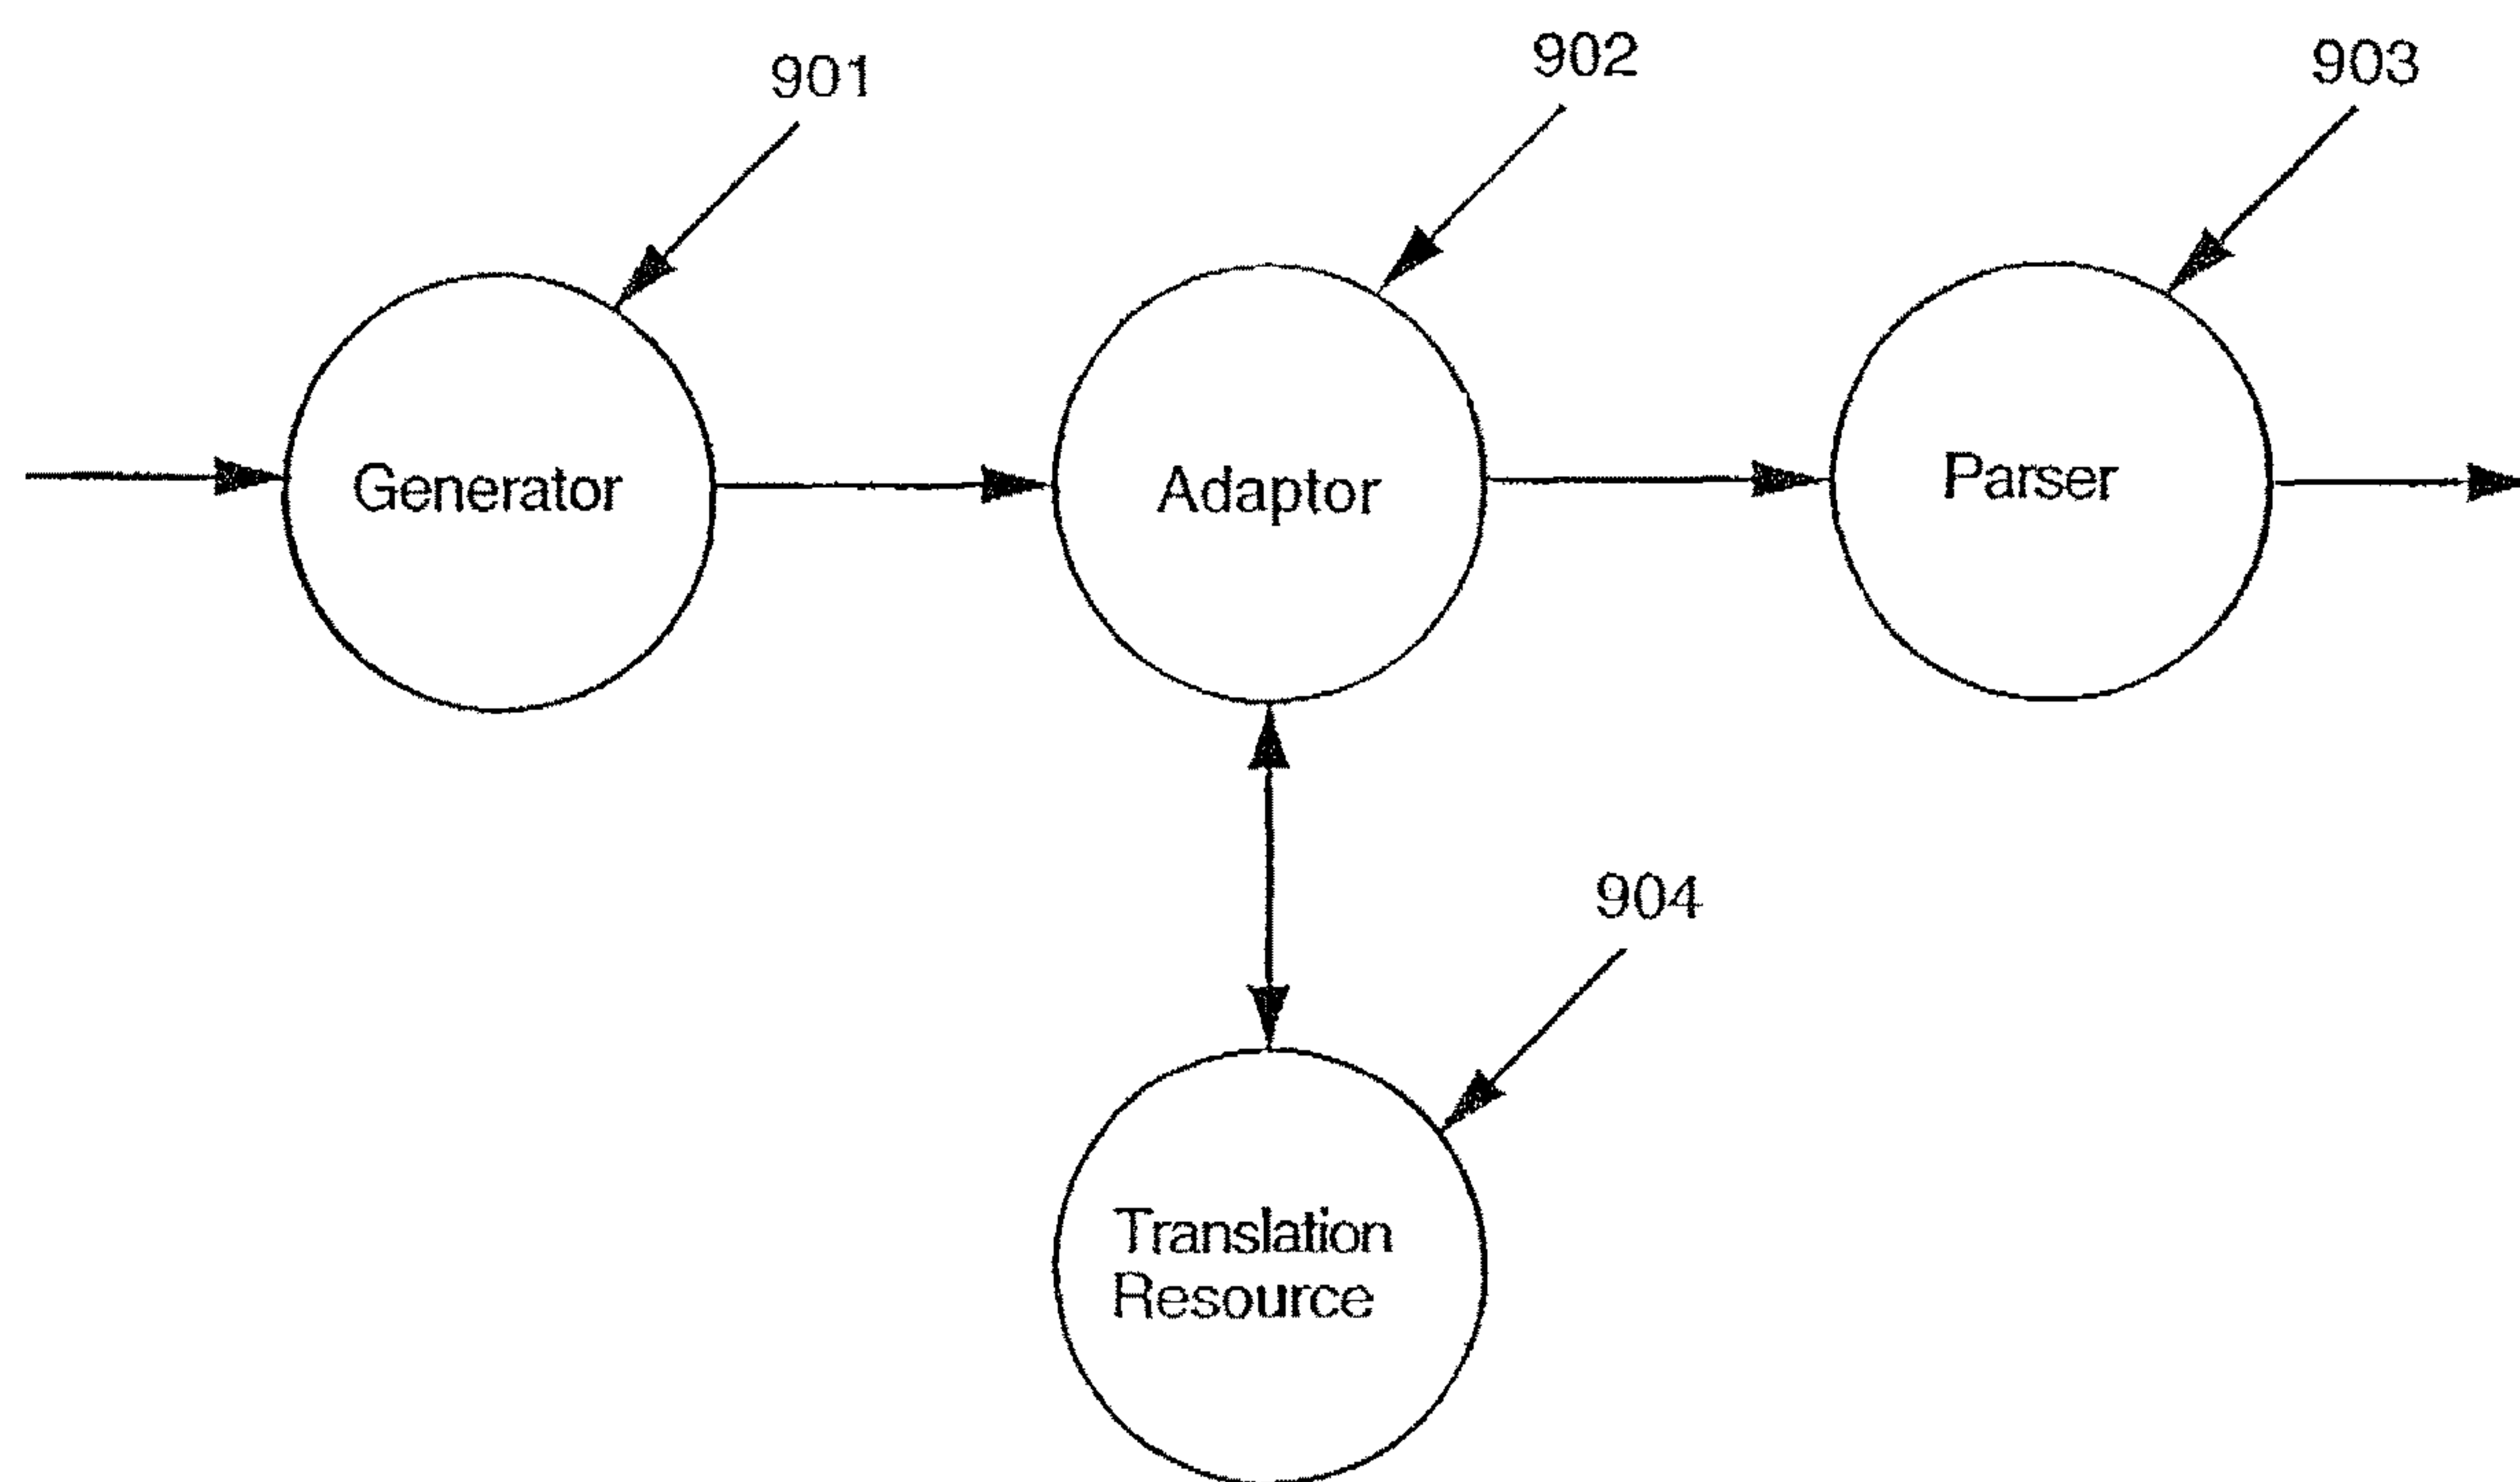 901
902
903
Generator
Adaptor
Parser
904
Translation
Resource